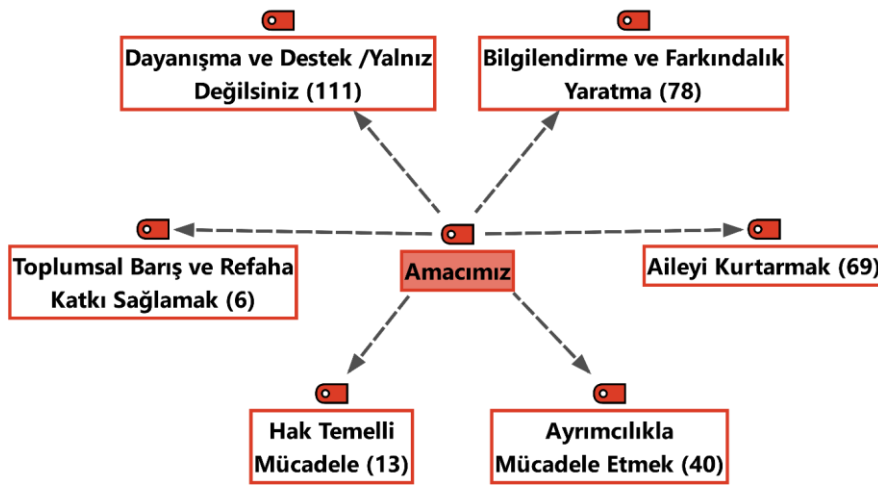 Dayanışma ve Destek /Yalnız
Değilsiniz (111)
Bilgilendirme ve Farkındalık
Yaratma (78)
Toplumsal Barış ve Refaha
Katkı Sağlamak (6)
Amacımız
Aileyi Kurtarmak (69)
Hak Temelli
Mücadele (13)
Ayrımcılıkla
Mücadele Etmek (40)